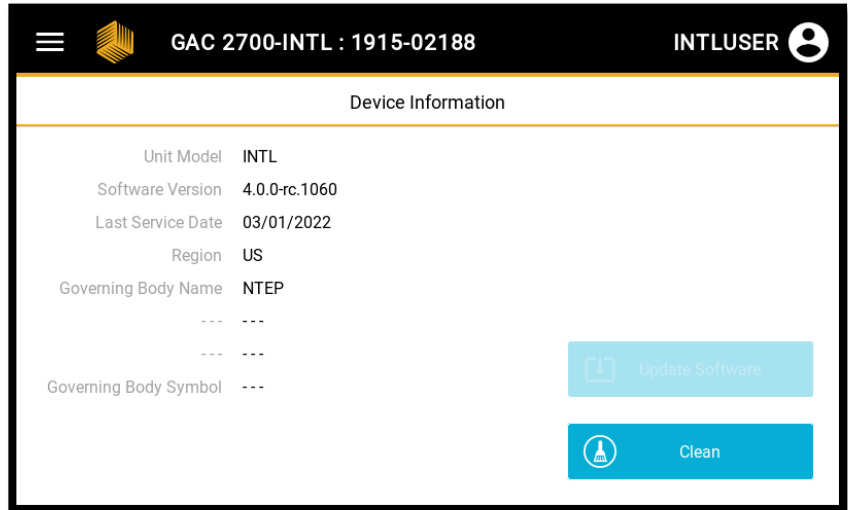 GAC 2700-INTL : 1915-02188 INTLUSER
Device Information
Unit Model INTL
Software Version 4.0.0-rc.1060
Last Service Date 03/01/2022
Region US
Governing Body Name NTEP
--- ---
--- ---
Governing Body Symbol ---
Update Software
Clean